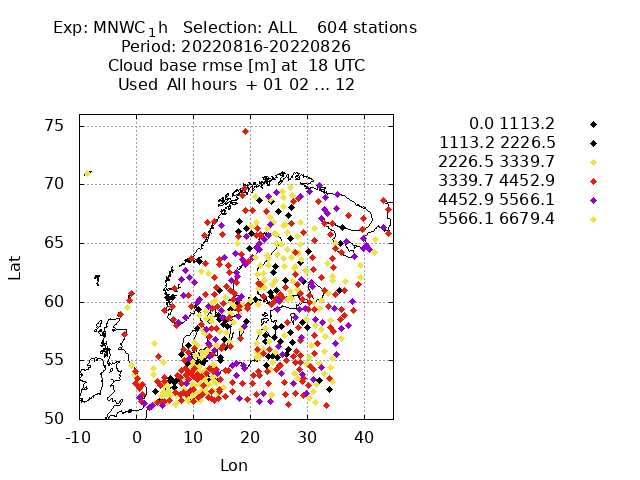 Exp: MNWC1h Selection: ALL 604 stations
Period: 20220816-20220826
Cloud base rmse [m] at 18 UTC
Used All hours + 01 02 ... 12
0.0 1113.2
1113.2 2226.5
2226.5 3339.7
3339.7 4452.9
4452.9 5566.1
5566.1 6679.4
75
70
65
60
55
50
Lat
-10 0 10 20 30 40
Lon